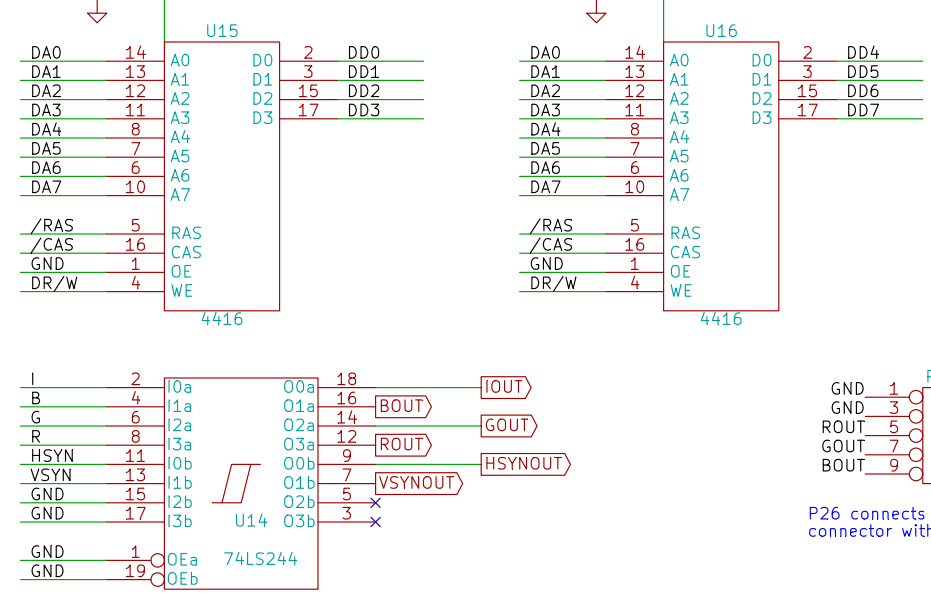 U15
DA0 14 A0 D0 2 DD0
DA1 13 A1 D1 3 DD1
DA2 12 A2 D2 15 DD2
DA3 11 A3 D3 17 DD3
DA4 8 A4
DA5 7 A5
DA6 6 A6
DA7 10 A7
/RAS 5 RAS
/CAS 16 CAS
GND 1 OE
DR/W 4 WE
4416
U16
DA0 14 A0 D0 2 DD4
DA1 13 A1 D1 3 DD5
DA2 12 A2 D2 15 DD6
DA3 11 A3 D3 17 DD7
DA4 8 A4
DA5 7 A5
DA6 6 A6
DA7 10 A7
/RAS 5 RAS
/CAS 16 CAS
GND 1 OE
DR/W 4 WE
4416
I 2 I0a O0a 18 IOUT
B 4 I1a O1a 16 BOUT
G 6 I2a O2a 14 GOUT
R 8 I3a O3a 12 ROUT
HSYN 11 I0b O0b 9 HSYNOUT
VSYN 13 I1b O1b 7 VSYNOUT
GND 15 I2b O2b 5
GND 17 I3b U14 O3b 3
GND 1 OEa 74LS244
GND 19 OEb
GND 1
GND 3
ROUT 5
GOUT 7
BOUT 9
P26 connects
connector with